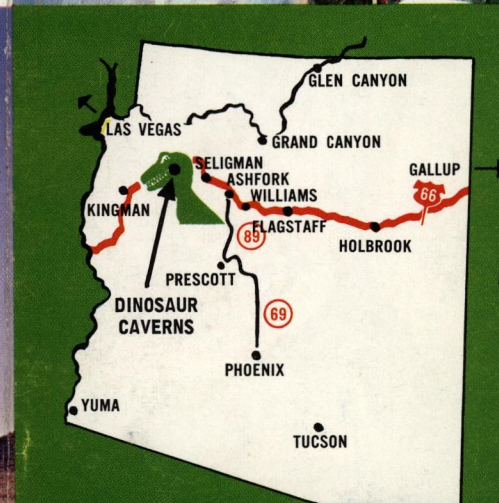 GLEN CANYON
LAS VEGAS
GRAND CANYON
SELIGMAN
ASHFORK
GALLUP
WILLIAMS
66
KINGMAN
FLAGSTAFF
89
HOLBROOK
PRESCOTT
DINOSAUR
CAVERNS
69
PHOENIX
YUMA
TUCSON